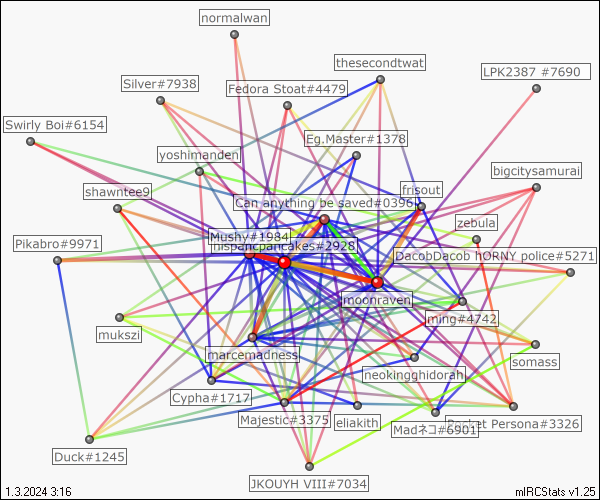 normalwan
thesecondtwat
LPK2387 #7690
Silver#7938
Fedora Stoat#4479
Swirly Boi#6154
Eg.Master#1378
yoshimanden
bigcitysamurai
shawntee9
frisout
Can anything be saved#0396
zebula
Mushy#1984
Pikabro#9971
hispancpancakes#2928
DacobDacob hORNY police#5271
moonraven
ming#4742
mukszi
marcemadness
somass
neokingghidorah
Cypha#1717
Majestic#3375
eliakith
Madネコ#6901
Persona#3326
Duck#1245
JKOUYH VIII#7034
1.3.2024 3:16
mIRCStats v1.25